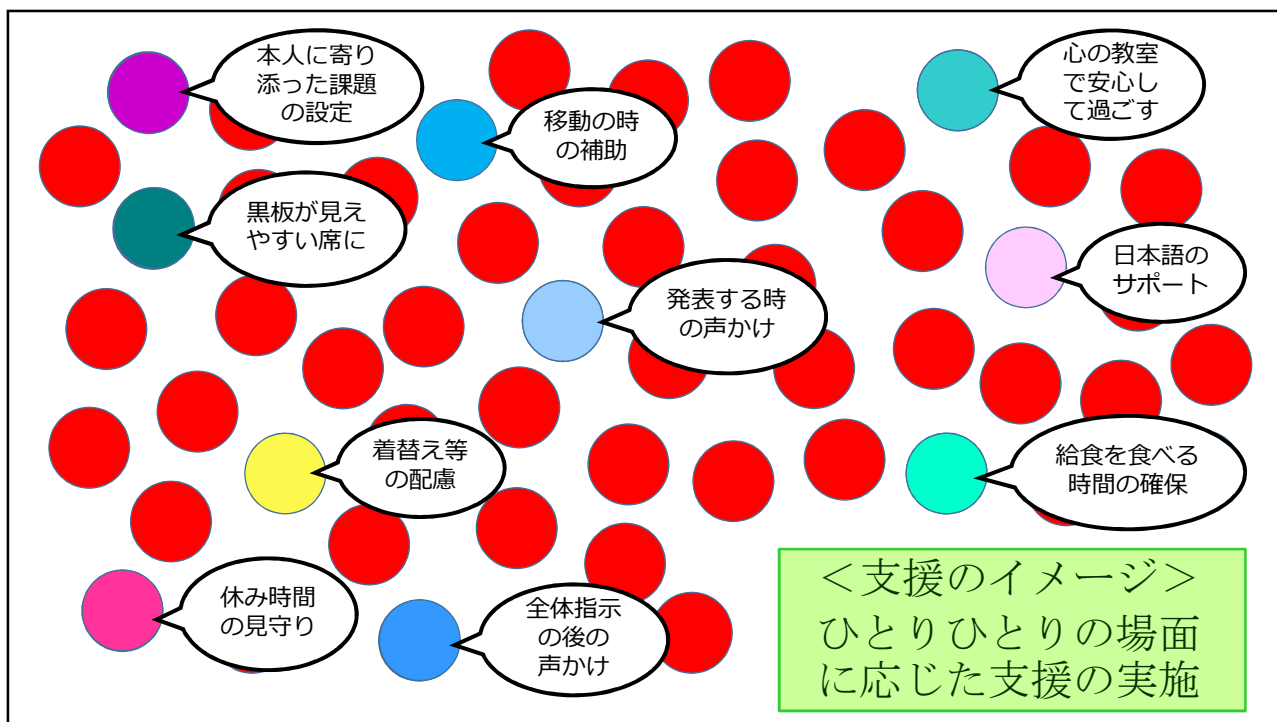 本人に寄り
添った課題
の設定
移動の時
の補助
心の教室
で安心し
て過ごす
黒板が見え
やすい席に
日本語の
サポート
発表する時
の声かけ
着替え等
の配慮
給食を食べる
時間の確保
休み時間
の見守り
全体指示
の後の
声かけ
＜支援のイメージ＞
ひとりひとりの場面
に応じた支援の実施